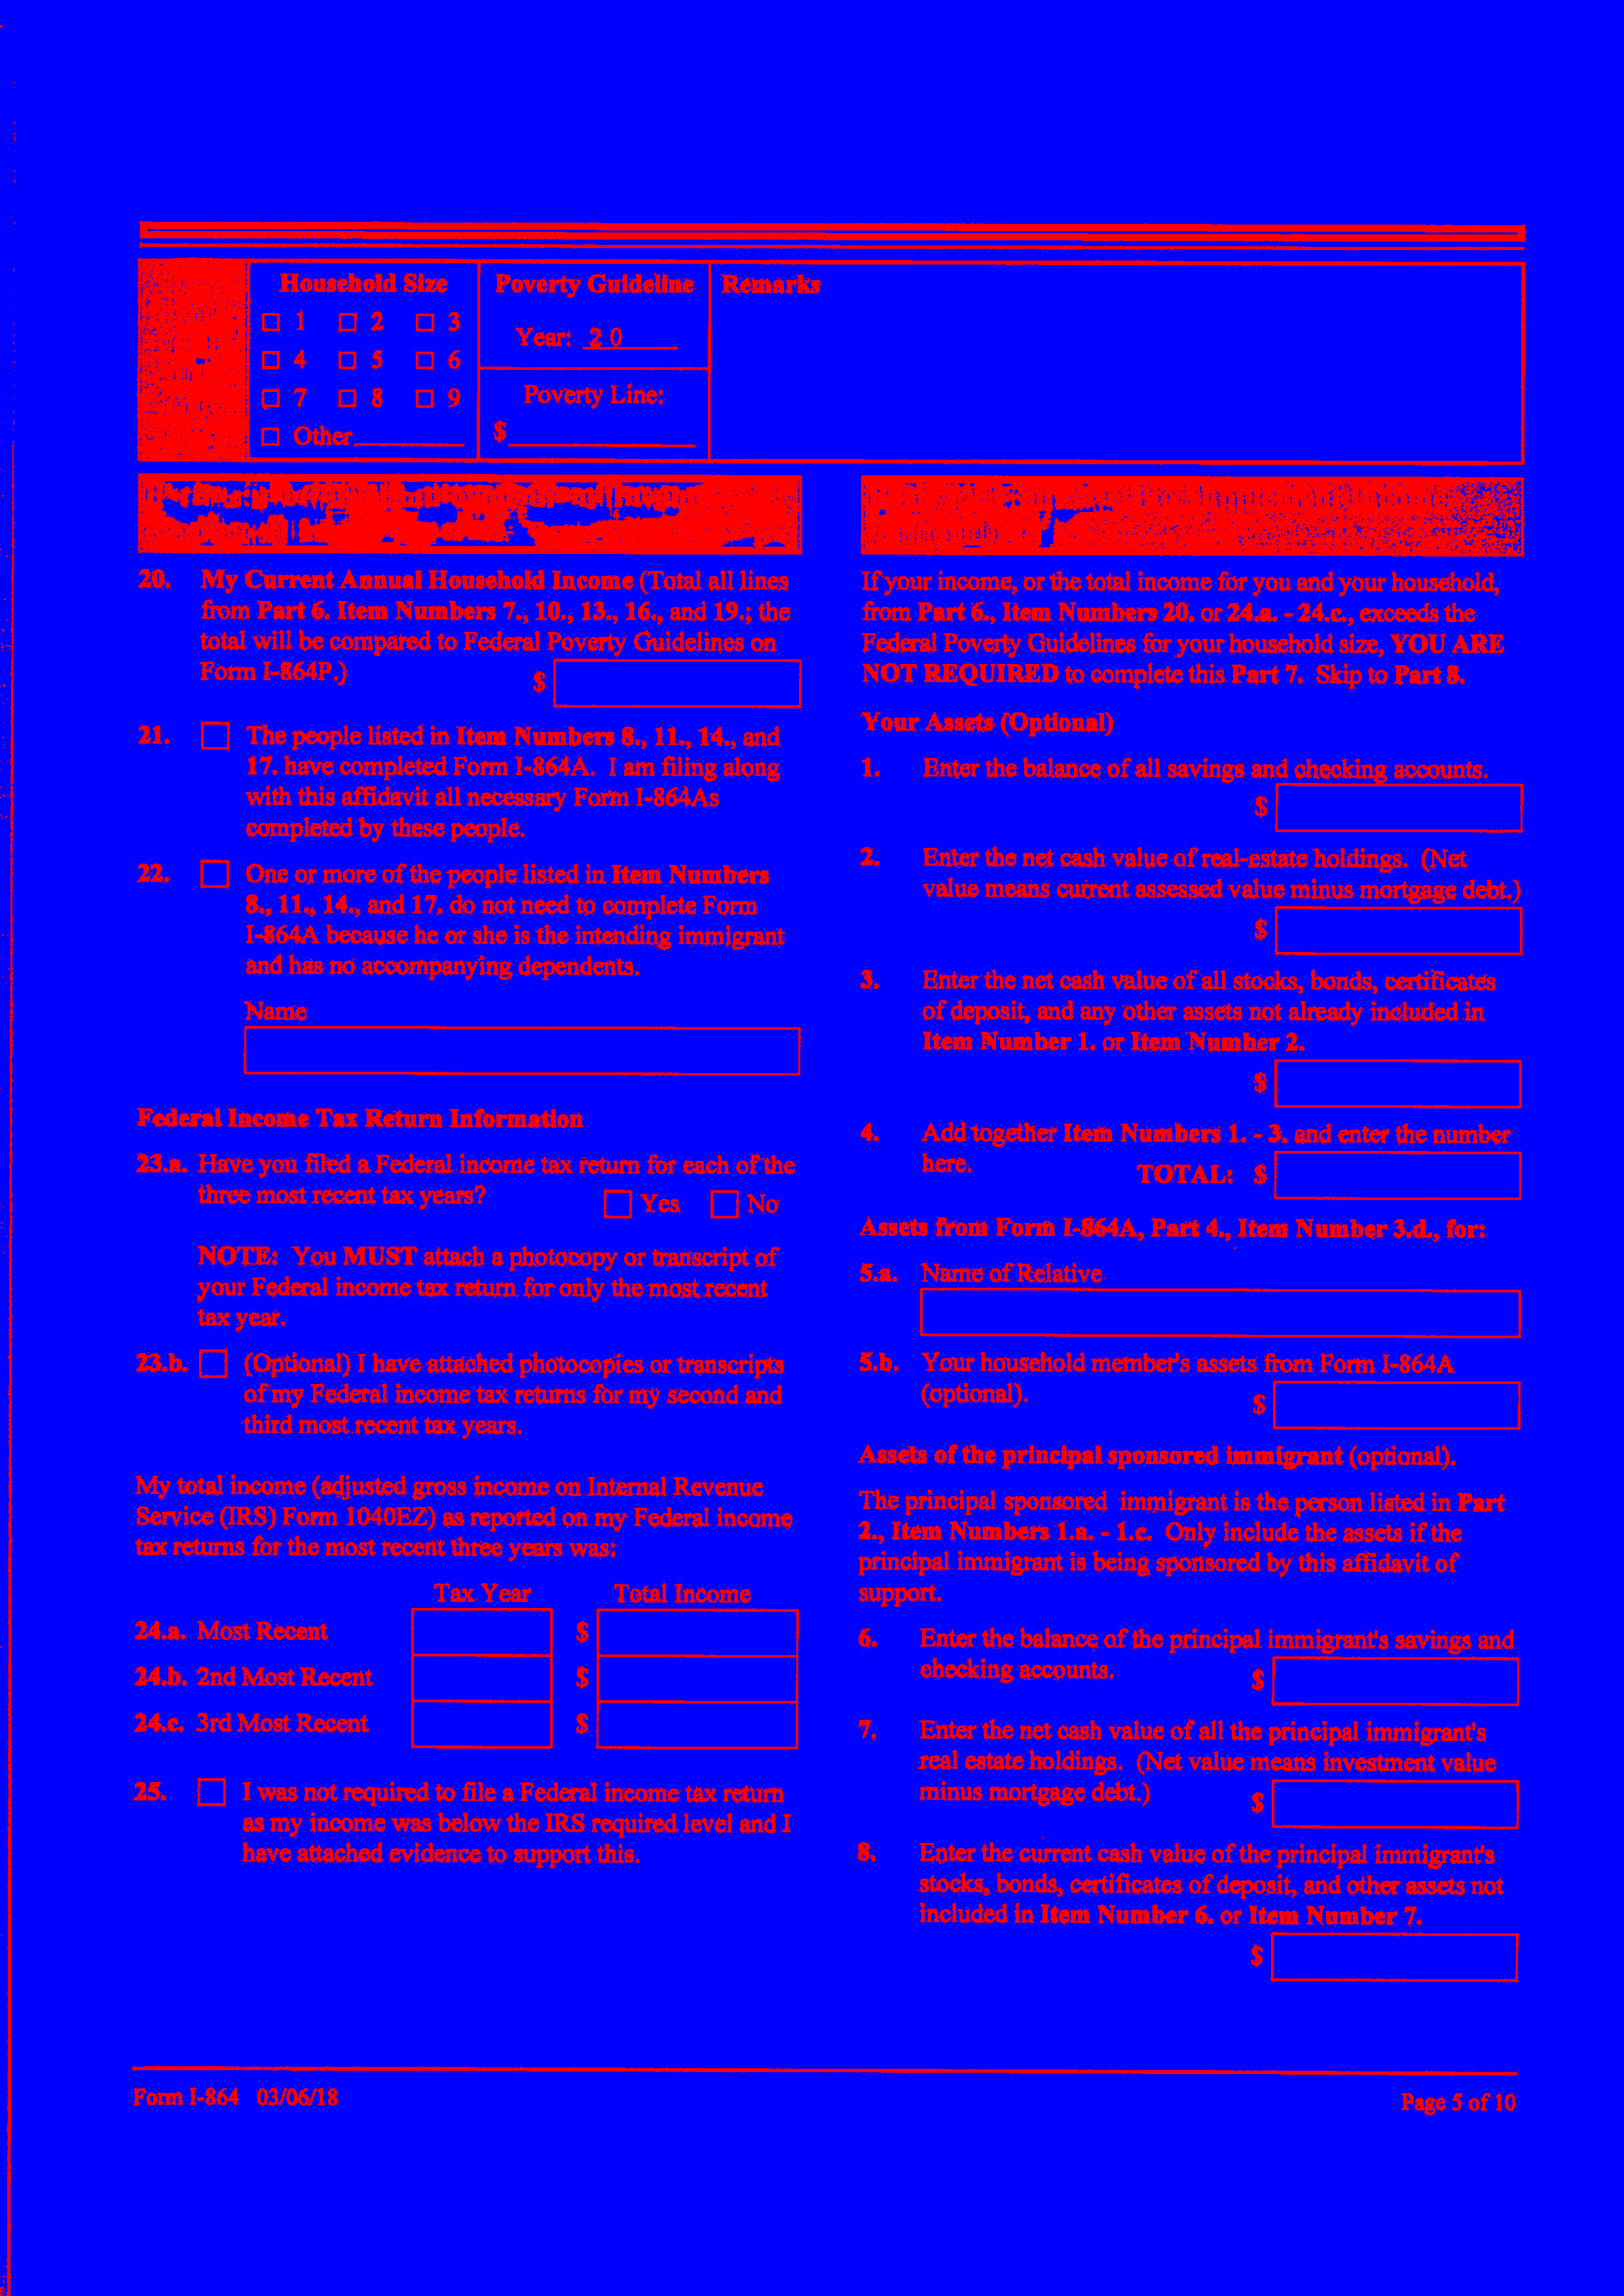 Household Size
☐ 1 ☐ 2 ☐ 3
☐ 4 ☐ 5 ☐ 6
☐ 7 ☐ 8 ☐ 9
☐ Other
Poverty Guideline
Year: 2 0
Poverty Line:
$
Remarks
20. My Current Annual Household Income (Total all lines
from Part 6. Item Numbers 7., 10., 13., 16., and 19.; the
total will be compared to Federal Poverty Guidelines on
Form I-864P.) $
21. ☐ The people listed in Item Numbers 8., 11., 14., and
17. have completed Form I-864A. I am filing along
with this affidavit all necessary Form I-864As
completed by these people.
22. ☐ One or more of the people listed in Item Numbers
8., 11., 14., and 17. do not need to complete Form
I-864A because he or she is the intending immigrant
and has no accompanying dependents.
Name
Federal Income Tax Return Information
23.a. Have you filed a Federal income tax return for each of the
three most recent tax years? ☐ Yes ☐ No
NOTE: You MUST attach a photocopy or transcript of
your Federal income tax return for only the most recent
tax year.
23.b. ☐ (Optional) I have attached photocopies or transcripts
of my Federal income tax returns for my second and
third most recent tax years.
My total income (adjusted gross income on Internal Revenue
Service (IRS) Form 1040EZ) as reported on my Federal income
tax returns for the most recent three years was:
Tax Year Total Income
24.a. Most Recent $
24.b. 2nd Most Recent $
24.c. 3rd Most Recent $
25. ☐ I was not required to file a Federal income tax return
as my income was below the IRS required level and I
have attached evidence to support this.
If your income, or the total income for you and your household,
from Part 6., Item Numbers 20. or 24.a. - 24.c., exceeds the
Federal Poverty Guidelines for your household size, YOU ARE
NOT REQUIRED to complete this Part 7. Skip to Part 8.
Your Assets (Optional)
1. Enter the balance of all savings and checking accounts.
$
2. Enter the net cash value of real-estate holdings. (Net
value means current assessed value minus mortgage debt.)
$
3. Enter the net cash value of all stocks, bonds, certificates
of deposit, and any other assets not already included in
Item Number 1. or Item Number 2.
$
4. Add together Item Numbers 1. - 3. and enter the number
here. TOTAL: $
Assets from Form I-864A, Part 4., Item Number 3.d., for:
5.a. Name of Relative
5.b. Your household member's assets from Form I-864A
(optional). $
Assets of the principal sponsored immigrant (optional).
The principal sponsored immigrant is the person listed in Part
2., Item Numbers 1.a. - 1.c. Only include the assets if the
principal immigrant is being sponsored by this affidavit of
support.
6. Enter the balance of the principal immigrant's savings and
checking accounts. $
7. Enter the net cash value of all the principal immigrant's
real estate holdings. (Net value means investment value
minus mortgage debt.) $
8. Enter the current cash value of the principal immigrant's
stocks, bonds, certificates of deposit, and other assets not
included in Item Number 6. or Item Number 7.
$
Form I-864 03/06/18 Page 5 of 10